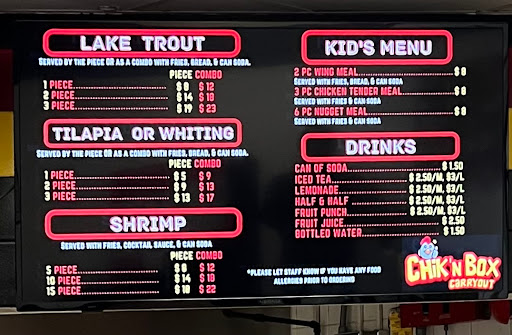 LAKE TROUT
SERVED BY THE PIECE OR AS A COMBO WITH FRIES, BREAD, & CAN SODA.
PIECE COMBO
1 PIECE $ 8 $ 12
2 PIECE $ 14 $ 18
3 PIECE $ 19 $ 23
TILAPIA OR WHITING
SERVED BY THE PIECE OR AS A COMBO WITH FRIES, BREAD, & CAN SODA.
PIECE COMBO
1 PIECE $ 5 $ 9
2 PIECE $ 9 $ 13
3 PIECE $ 13 $ 17
SHRIMP
SERVED WITH FRIES, COCKTAIL SAUCE, & CAN SODA
PIECE COMBO
5 PIECE $ 8 $ 12
10 PIECE $ 14 $ 18
15 PIECE $ 18 $ 22
KID'S MENU
2 PC WING MEAL $ 8
SERVED WITH FRIES, BREAD, & CAN SODA
3 PC CHICKEN TENDER MEAL $ 8
SERVED WITH FRIES & CAN SODA
6 PC NUGGET MEAL $ 8
SERVED WITH FRIES & CAN SODA
DRINKS
CAN OF SODA $ 1.50
ICED TEA $ 2.50/M, $3/L
LEMONADE $ 2.50/M, $3/L
HALF & HALF $ 2.50/M, $3/L
FRUIT PUNCH $ 2.50/M, $3/L
FRUIT JUICE $ 2.50
BOTTLED WATER $ 1.50
*PLEASE LET STAFF KNOW IF YOU HAVE ANY FOOD
ALLERGIES PRIOR TO ORDERING
CHIK'N BOX
CARRYOUT